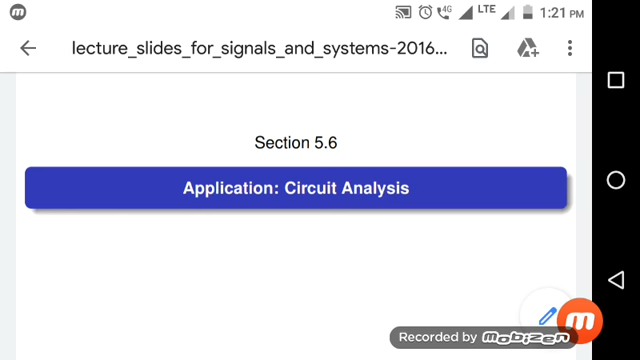 4G LTE 1:21 PM
lecture_slides_for_signals_and_systems-2016...
Section 5.6
Application: Circuit Analysis
Recorded by mobizen